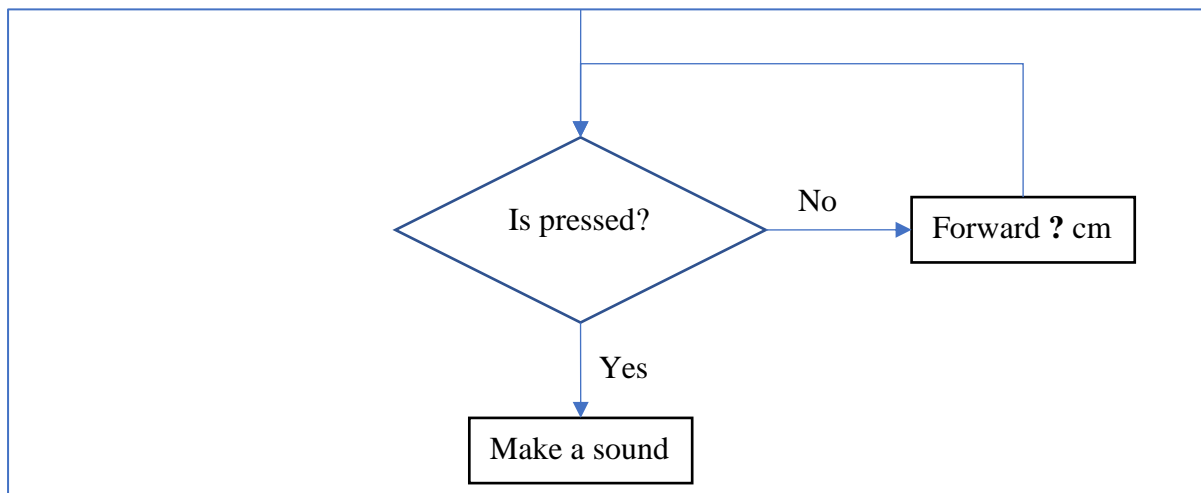 Is pressed?
No
Forward ? cm
Yes
Make a sound